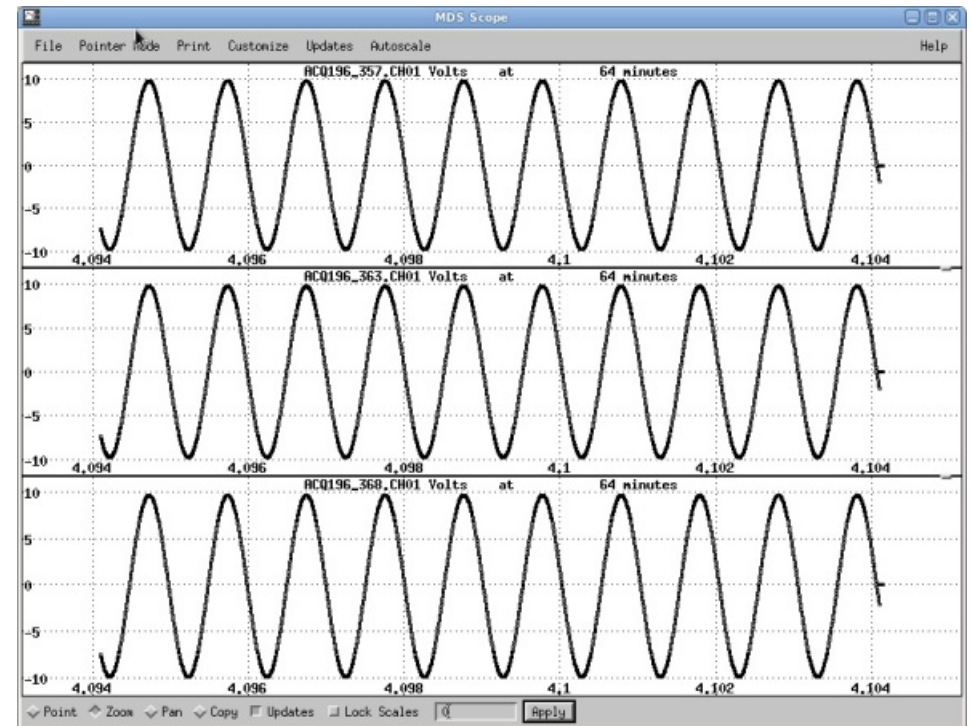 MDS Scope
File Pointer Mode Print Customize Updates Autoscale Help
ACQ196_357.CH01 Volts at 64 minutes
10
5
0
-5
-10
4.094 4.096 4.098 4.1 4.102 4.104
ACQ196_363.CH01 Volts at 64 minutes
10
5
0
-5
-10
4.094 4.096 4.098 4.1 4.102 4.104
ACQ196_368.CH01 Volts at 64 minutes
10
5
0
-5
-10
4.094 4.096 4.098 4.1 4.102 4.104
Point Zoom Pan Copy Updates Lock Scales 0 Apply